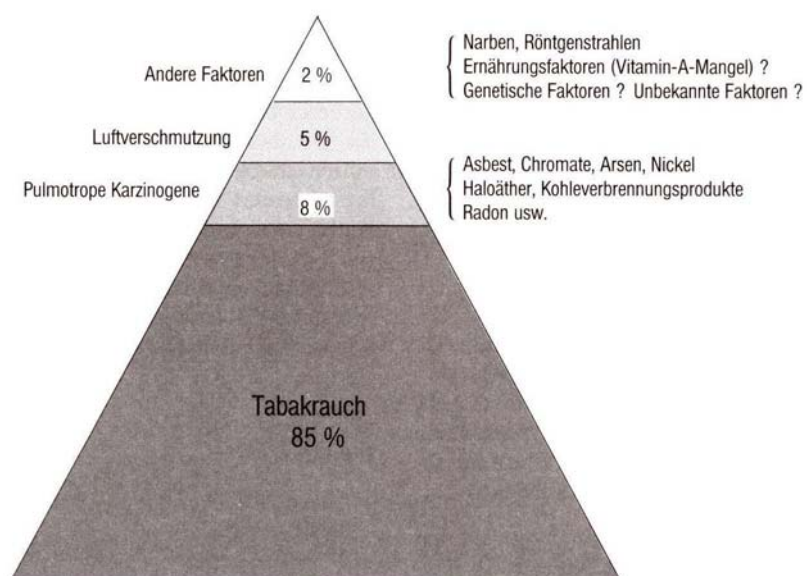 Andere Faktoren
2 %
Narben, Röntgenstrahlen
Ernährungsfaktoren (Vitamin-A-Mangel) ?
Genetische Faktoren ? Unbekannte Faktoren ?
Luftverschmutzung
5 %
Pulmotrope Karzinogene
8 %
Asbest, Chromate, Arsen, Nickel
Haloäther, Kohleverbrennungsprodukte
Radon usw.
Tabakrauch
85 %